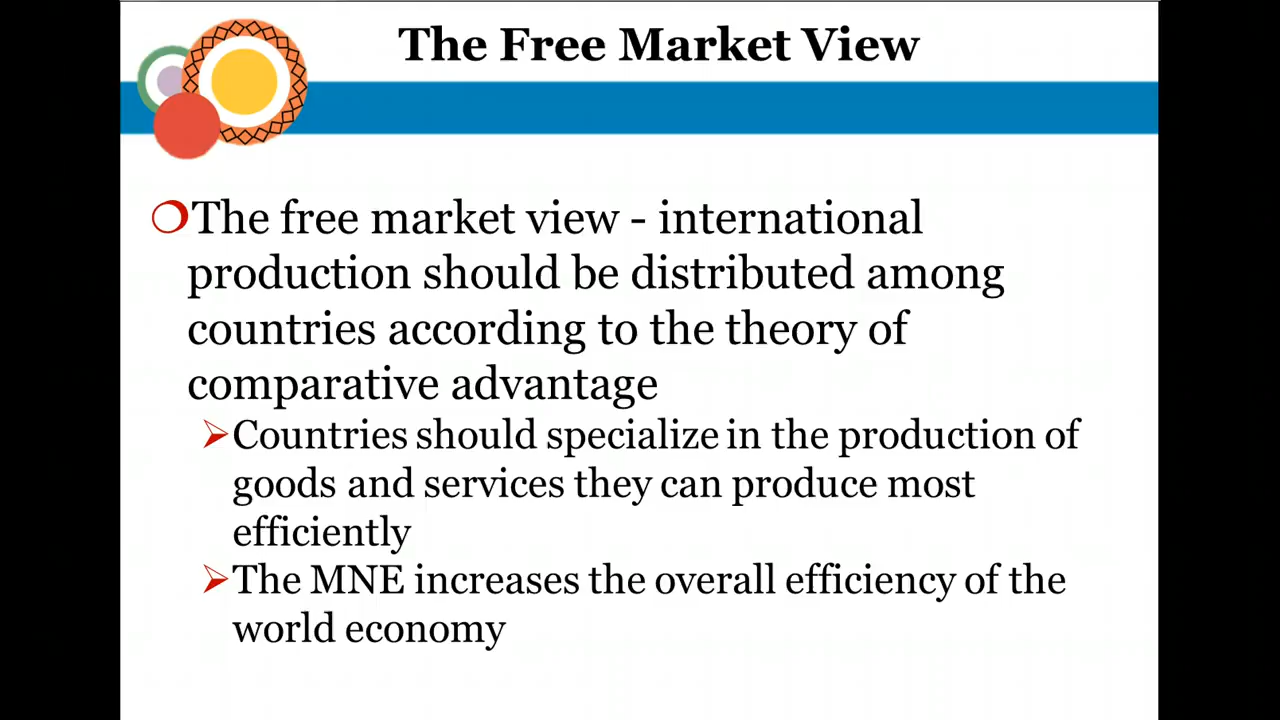 The Free Market View
The free market view - international
production should be distributed among
countries according to the theory of
comparative advantage
Countries should specialize in the production of
goods and services they can produce most
efficiently
The MNE increases the overall efficiency of the
world economy